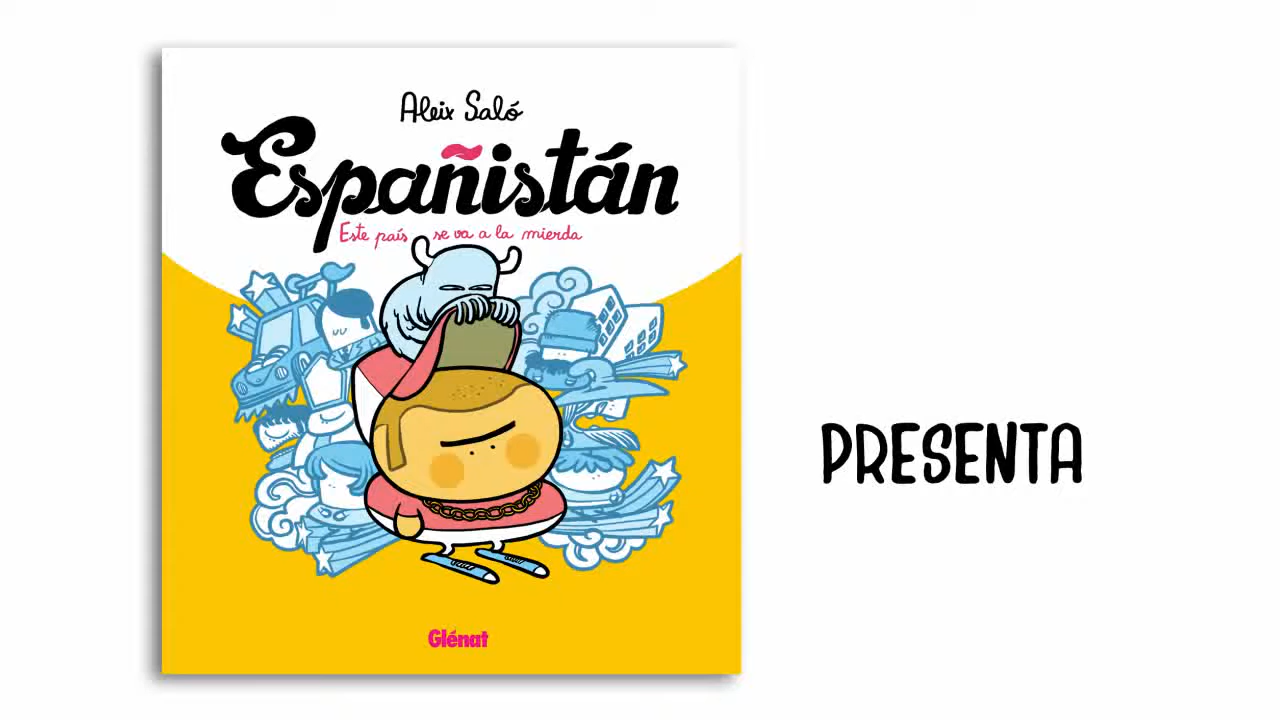 Aleix Saló
Españistán
Este país se va a la mierda
PRESENTA
Glénat